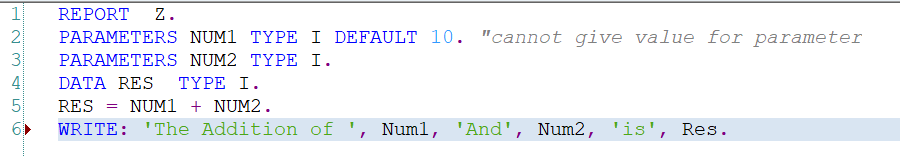 1 REPORT  Z.
2 PARAMETERS NUM1 TYPE I DEFAULT 10. "cannot give value for parameter
3 PARAMETERS NUM2 TYPE I.
4 DATA RES  TYPE I.
5 RES = NUM1 + NUM2.
6 WRITE: 'The Addition of ', Num1, 'And', Num2, 'is', Res.